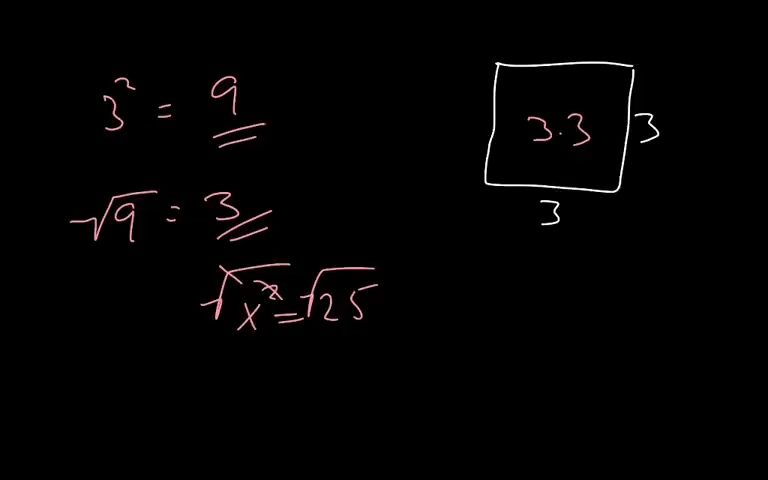 3² = 9
3·3
3
3
√9 = 3
√x² = √25